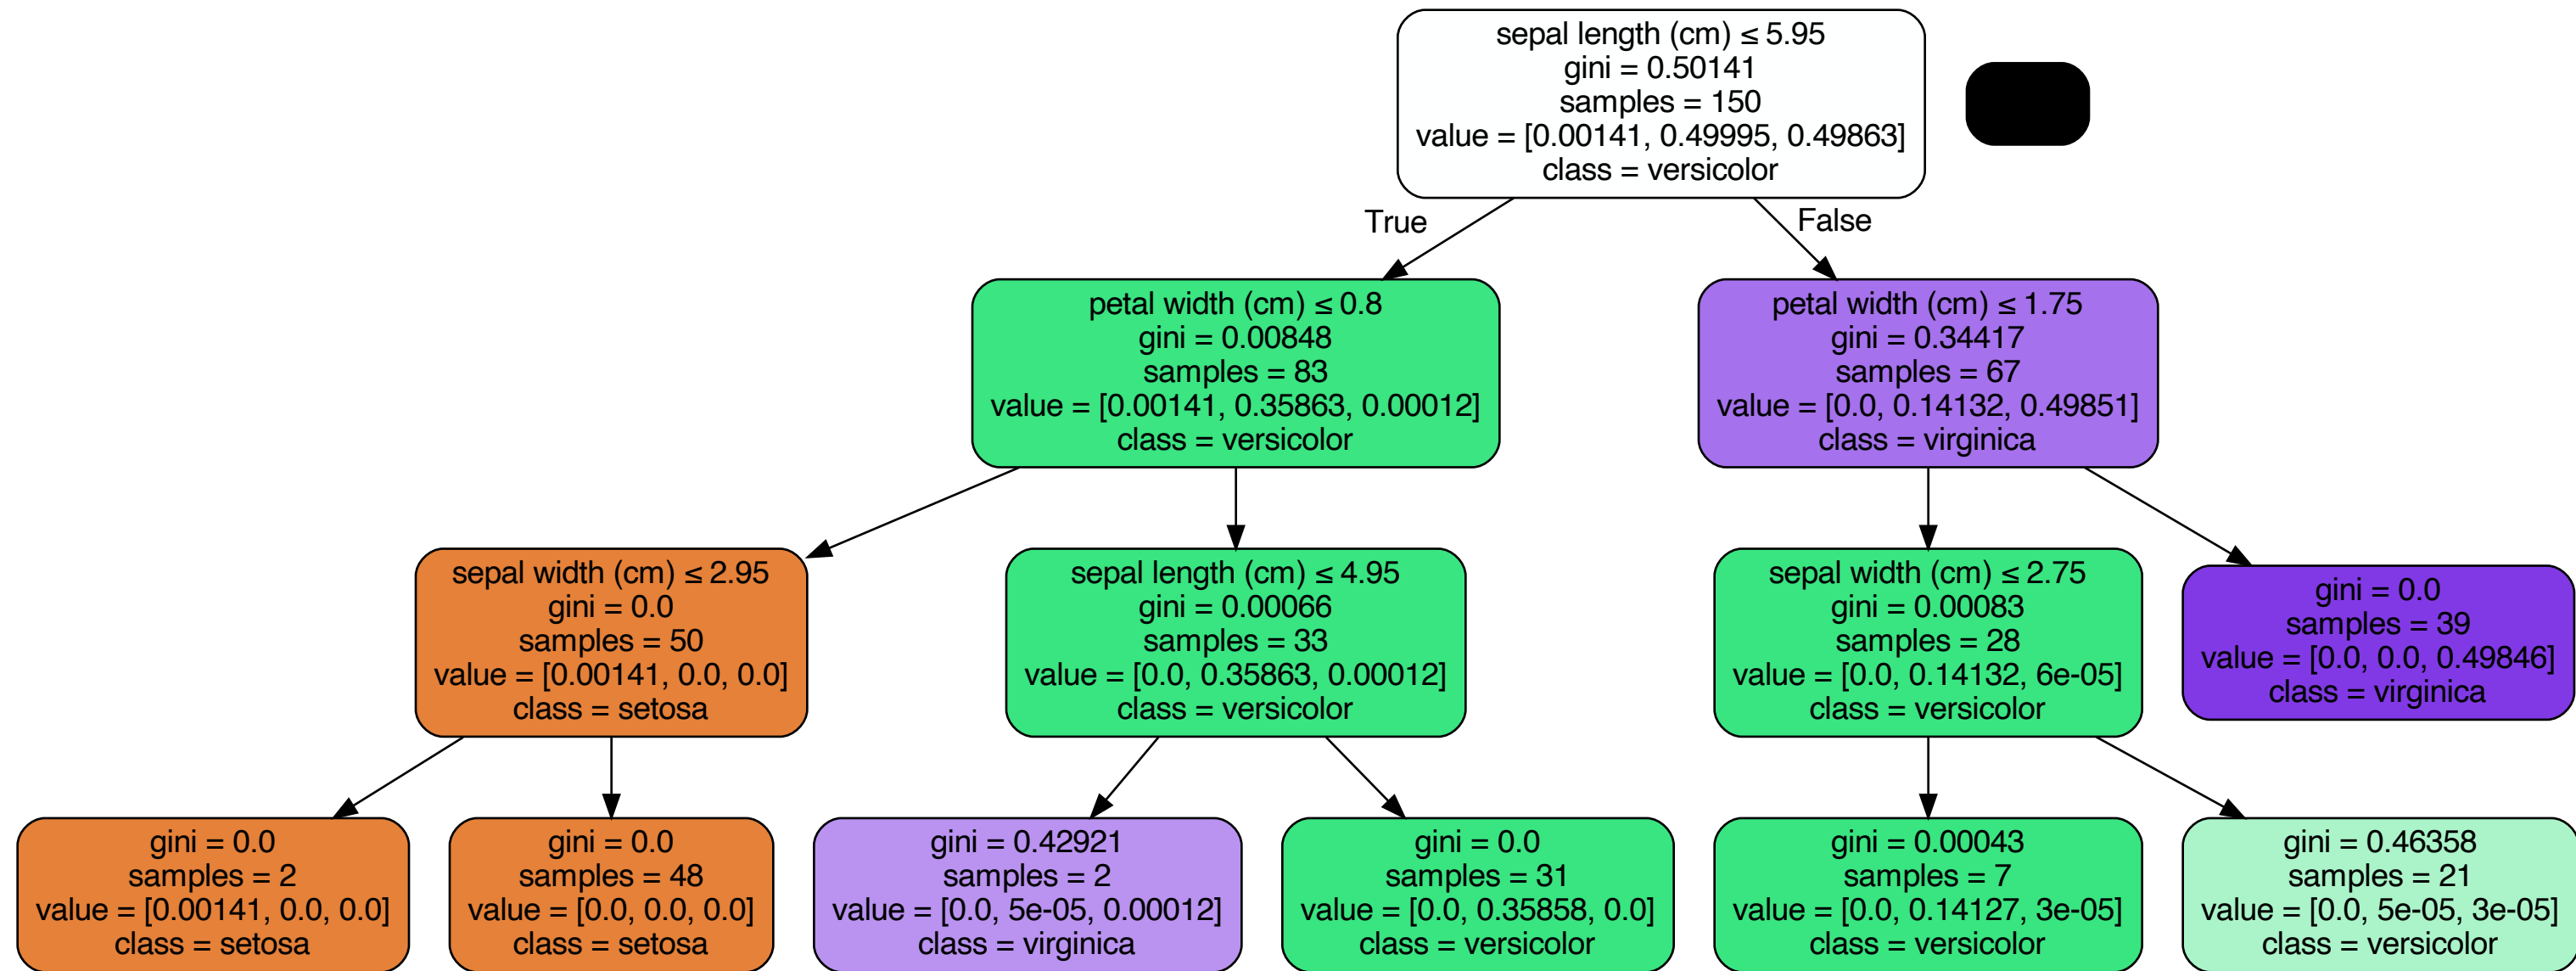 sepal length (cm) ≤ 5.95
gini = 0.50141
samples = 150
value = [0.00141, 0.49995, 0.49863]
class = versicolor
True
False
petal width (cm) ≤ 0.8
gini = 0.00848
samples = 83
value = [0.00141, 0.35863, 0.00012]
class = versicolor
petal width (cm) ≤ 1.75
gini = 0.34417
samples = 67
value = [0.0, 0.14132, 0.49851]
class = virginica
sepal width (cm) ≤ 2.95
gini = 0.0
samples = 50
value = [0.00141, 0.0, 0.0]
class = setosa
sepal length (cm) ≤ 4.95
gini = 0.00066
samples = 33
value = [0.0, 0.35863, 0.00012]
class = versicolor
sepal width (cm) ≤ 2.75
gini = 0.00083
samples = 28
value = [0.0, 0.14132, 6e-05]
class = versicolor
gini = 0.0
samples = 39
value = [0.0, 0.0, 0.49846]
class = virginica
gini = 0.0
samples = 2
value = [0.00141, 0.0, 0.0]
class = setosa
gini = 0.0
samples = 48
value = [0.0, 0.0, 0.0]
class = setosa
gini = 0.42921
samples = 2
value = [0.0, 5e-05, 0.00012]
class = virginica
gini = 0.0
samples = 31
value = [0.0, 0.35858, 0.0]
class = versicolor
gini = 0.00043
samples = 7
value = [0.0, 0.14127, 3e-05]
class = versicolor
gini = 0.46358
samples = 21
value = [0.0, 5e-05, 3e-05]
class = versicolor